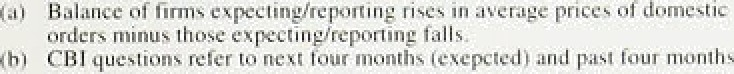 (a) Balance of firms expecting/reporting rises in average prices of domestic
orders minus those expecting/reporting falls.
(b) CBI questions refer to next four months (exepcted) and past four months